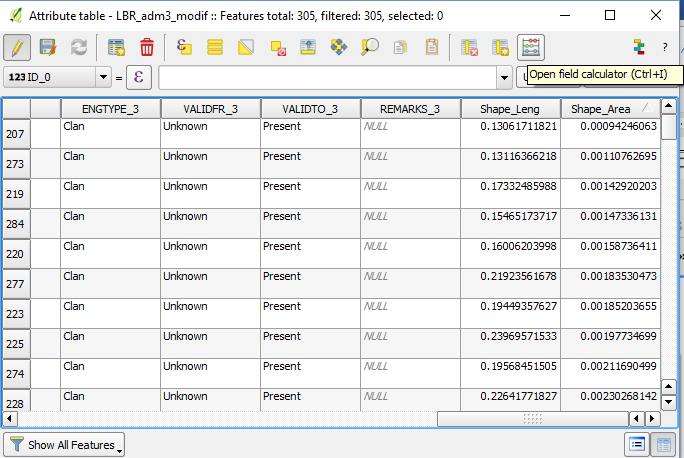 Attribute table - LBR_adm3_modif :: Features total: 305, filtered: 305, selected: 0
?
123 ID_0 = ε
Open field calculator (Ctrl+I)
ENGTYPE_3 VALIDFR_3 VALIDTO_3 REMARKS_3 Shape_Leng Shape_Area
207 Clan Unknown Present NULL 0.13061711821 0.00094246063
273 Clan Unknown Present NULL 0.13116366218 0.00110762695
219 Clan Unknown Present NULL 0.17332485988 0.00142920203
284 Clan Unknown Present NULL 0.15465173717 0.00147336131
220 Clan Unknown Present NULL 0.16006203998 0.00158736411
277 Clan Unknown Present NULL 0.21923561678 0.00183530473
223 Clan Unknown Present NULL 0.19449357627 0.00185203655
225 Clan Unknown Present NULL 0.23969571533 0.00197734699
274 Clan Unknown Present NULL 0.19568451505 0.00211690499
228 Clan Unknown Present NULL 0.22641771827 0.00230268142
Show All Features